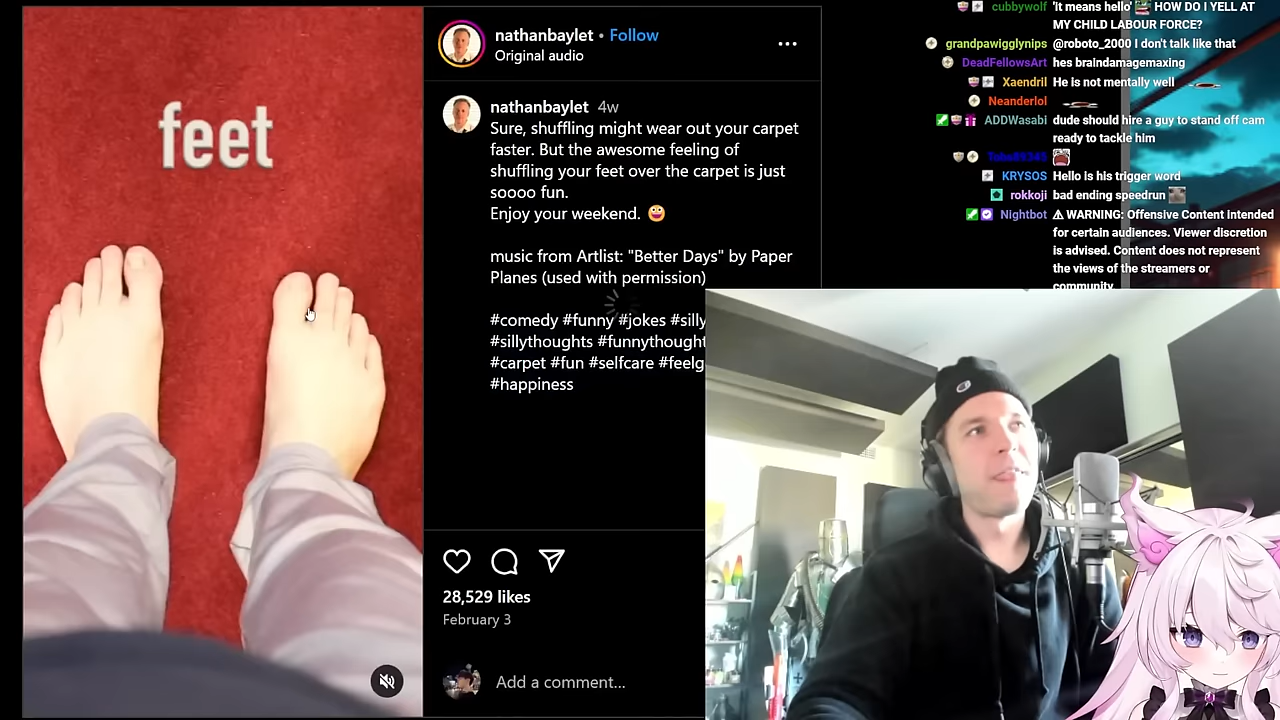 feet
nathanbaylet • Follow
Original audio
nathanbaylet 4w
Sure, shuffling might wear out your carpet
faster. But the awesome feeling of
shuffling your feet over the carpet is just
soooo fun.
Enjoy your weekend. 😀
music from Artlist: "Better Days" by Paper
Planes (used with permission)
#comedy #funny #jokes #silly
#sillythoughts #funnythought
#carpet #fun #selfcare #feelg
#happiness
28,529 likes
February 3
Add a comment...
cubbywolf 'it means hello' HOW DO I YELL AT
MY CHILD LABOUR FORCE?
grandpawigglynips @roboto_2000 I don't talk like that
DeadFellowsArt hes braindamagemaxing
Xaendril He is not mentally well
Neanderlol
ADDWasabi dude should hire a guy to stand off cam
ready to tackle him
KRYSOS Hello is his trigger word
rokkoji bad ending speedrun
Nightbot ⚠ WARNING: Offensive Content intended
for certain audiences. Viewer discretion
is advised. Content does not represent
the views of the streamers or
community